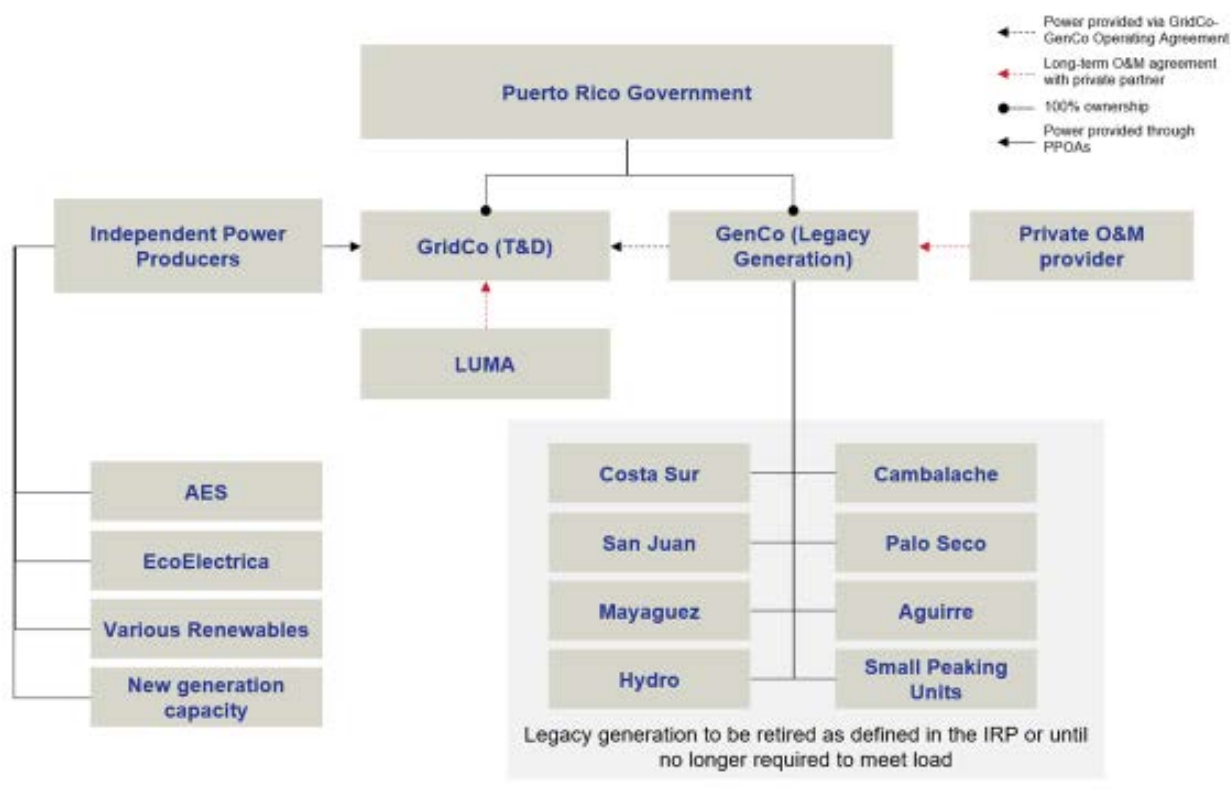 Power provided via GridCo-
GenCo Operating Agreement
Long-term O&M agreement
with private partner
100% ownership
Power provided through
PPOAs
Puerto Rico Government
Independent Power
Producers
GridCo (T&D)
GenCo (Legacy
Generation)
Private O&M
provider
LUMA
AES
EcoElectrica
Various Renewables
New generation
capacity
Costa Sur
Cambalache
San Juan
Palo Seco
Mayaguez
Aguirre
Hydro
Small Peaking
Units
Legacy generation to be retired as defined in the IRP or until
no longer required to meet load